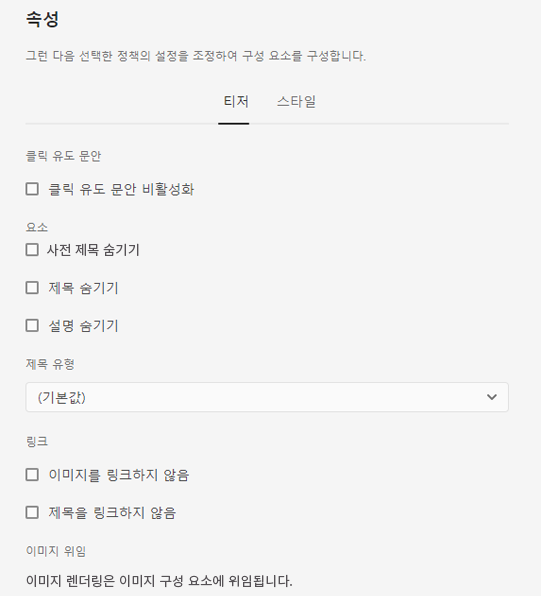 속성
그런 다음 선택한 정책의 설정을 조정하여 구성 요소를 구성합니다.
티저 스타일
클릭 유도 문안
클릭 유도 문안 비활성화
요소
사전 제목 숨기기
제목 숨기기
설명 숨기기
제목 유형
(기본값)
링크
이미지를 링크하지 않음
제목을 링크하지 않음
이미지 위임
이미지 렌더링은 이미지 구성 요소에 위임됩니다.